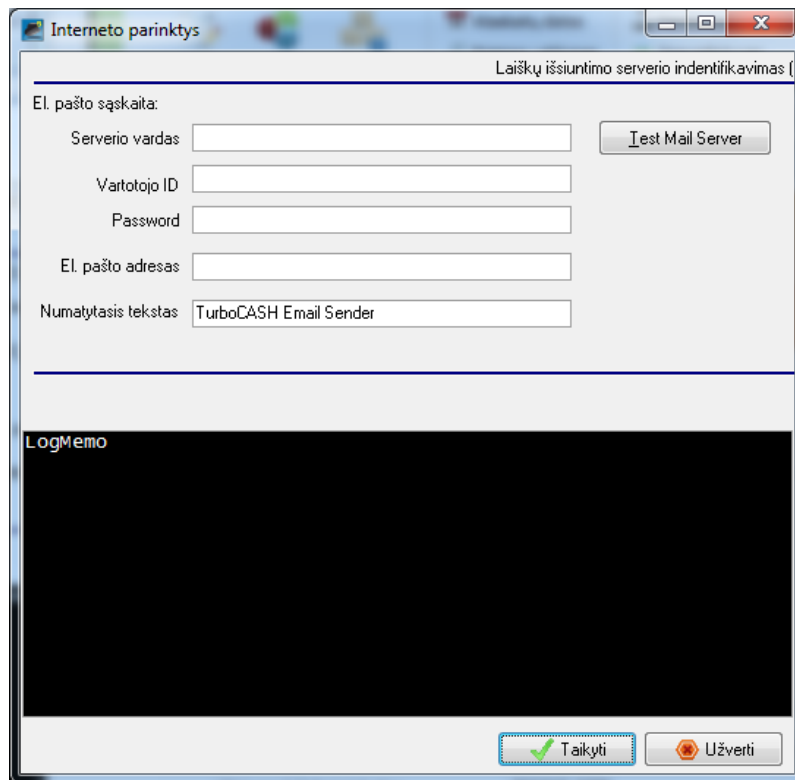 Interneto parinktys
Laiškų išsiuntimo serverio indentifikavimas (
El. pašto sąskaita:
Serverio vardas
Test Mail Server
Vartotojo ID
Password
El. pašto adresas
Numatytasis tekstas TurboCASH Email Sender
LogMemo
Taikyti Užverti